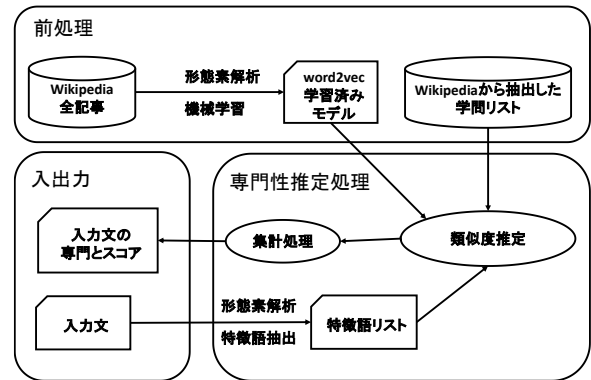 前処理
Wikipedia
全記事
形態素解析
機械学習
word2vec
学習済み
モデル
Wikipediaから抽出した
学問リスト
入出力
入力文の
専門とスコア
入力文
専門性推定処理
集計処理
類似度推定
形態素解析
特徴語抽出
特徴語リスト